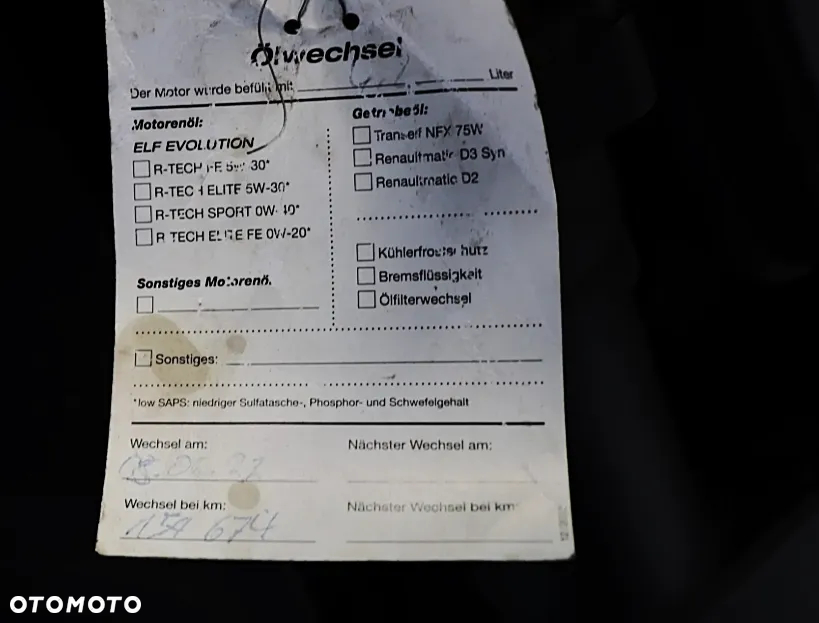 Ölwechsel
Der Motor wurde befüllt mit Liter
Motorenöl:
ELF EVOLUTION
R-TECH FE 5W-30*
R-TECH ELITE 5W-30*
R-TECH SPORT 0W-40*
R-TECH ELITE FE 0W-20*
Sonstiges Motorenöl:
Getriebeöl:
Tranself NFX 75W
Renaultmatic D3 Syn
Renaultmatic D2
Kühlerfrostschutz
Bremsflüssigkeit
Ölfilterwechsel
Sonstiges:
*low SAPS: niedriger Sulfatasche-, Phosphor- und Schwefelgehalt
Wechsel am:
Nächster Wechsel am:
Wechsel bei km:
674
Nächster Wechsel bei km:
OTOMOTO